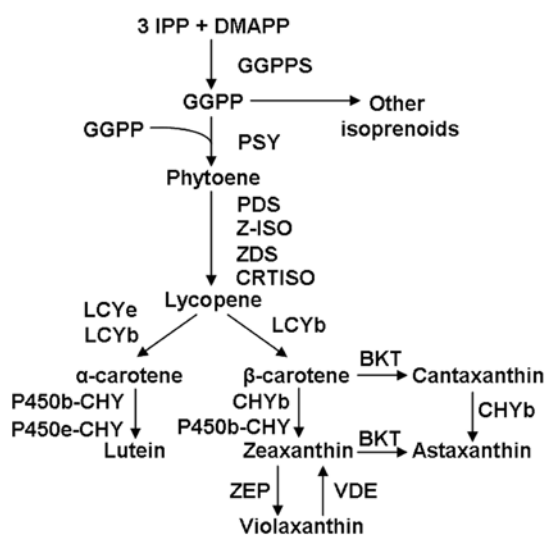 3 IPP + DMAPP
GGPPS
GGPP
Other
isoprenoids
GGPP
PSY
Phytoene
PDS
Z-ISO
ZDS
CRTISO
Lycopene
LCYe
LCYb
LCYb
α-carotene
β-carotene
BKT
Cantaxanthin
P450b-CHY
P450e-CHY
CHYb
P450b-CHY
CHYb
Lutein
Zeaxanthin
BKT
Astaxanthin
ZEP
VDE
Violaxanthin